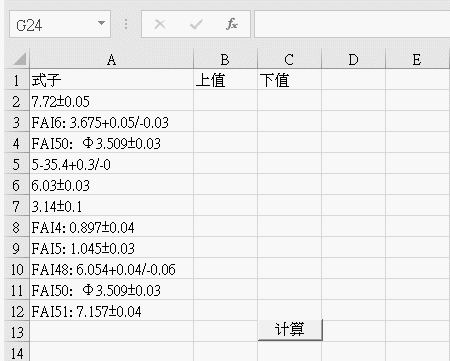 G24 fx
A B C D E
1 式子 上值 下值
2 7.72±0.05
3 FAI6: 3.675+0.05/-0.03
4 FAI50: Φ3.509±0.03
5 5-35.4+0.3/-0
6 6.03±0.03
7 3.14±0.1
8 FAI4: 0.897±0.04
9 FAI5: 1.045±0.03
10 FAI48: 6.054+0.04/-0.06
11 FAI50: Φ3.509±0.03
12 FAI51: 7.157±0.04
13 计算
14